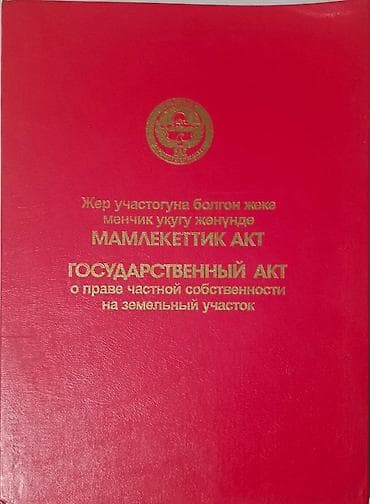 Жер участогуна болгон жеке
менчик укугу жөнүндө
МАМЛЕКЕТТИК АКТ
ГОСУДАРСТВЕННЫЙ АКТ
о праве частной собственности
на земельный участок